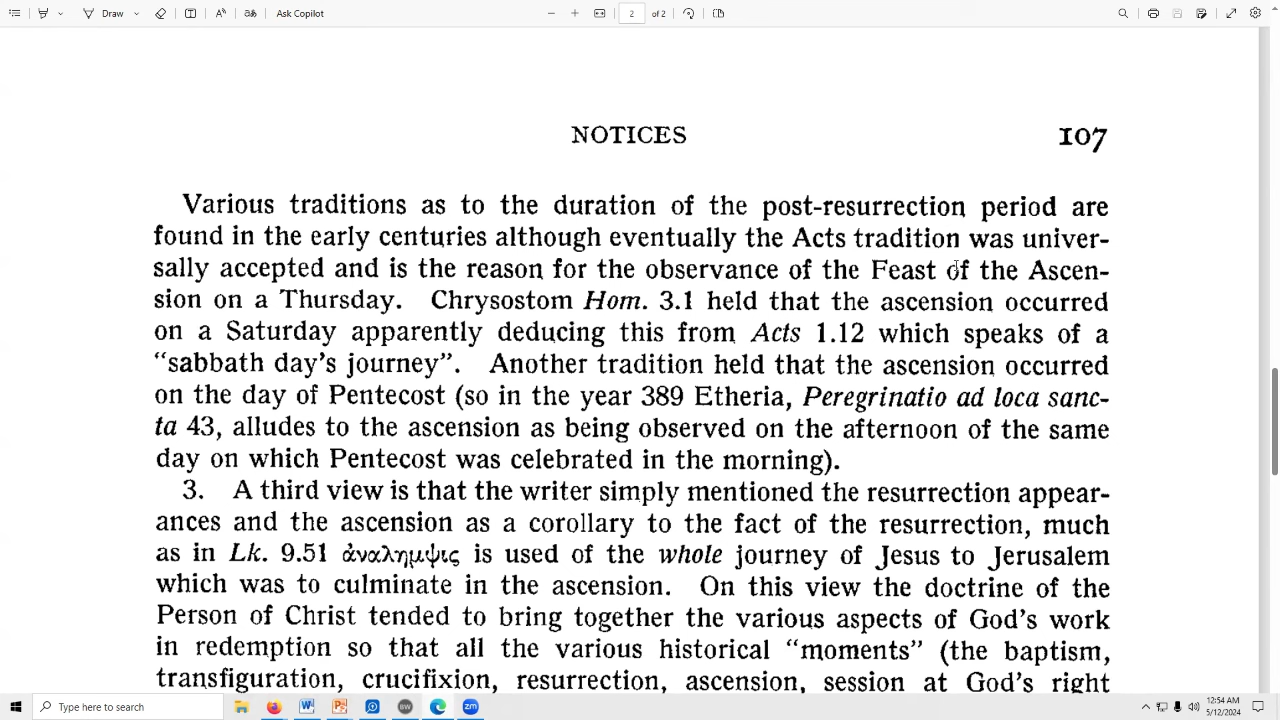 Draw
Ask Copilot
2 of 2
NOTICES 107
Various traditions as to the duration of the post-resurrection period are
found in the early centuries although eventually the Acts tradition was univer-
sally accepted and is the reason for the observance of the Feast of the Ascen-
sion on a Thursday. Chrysostom Hom. 3.1 held that the ascension occurred
on a Saturday apparently deducing this from Acts 1.12 which speaks of a
“sabbath day’s journey”. Another tradition held that the ascension occurred
on the day of Pentecost (so in the year 389 Etheria, Peregrinatio ad loca sanc-
ta 43, alludes to the ascension as being observed on the afternoon of the same
day on which Pentecost was celebrated in the morning).
3. A third view is that the writer simply mentioned the resurrection appear-
ances and the ascension as a corollary to the fact of the resurrection, much
as in Lk. 9.51 ἀναλημψις is used of the whole journey of Jesus to Jerusalem
which was to culminate in the ascension. On this view the doctrine of the
Person of Christ tended to bring together the various aspects of God’s work
in redemption so that all the various historical “moments” (the baptism,
transfiguration, crucifixion, resurrection, ascension, session at God’s right
Type here to search
zm
12:54 AM
5/12/2024